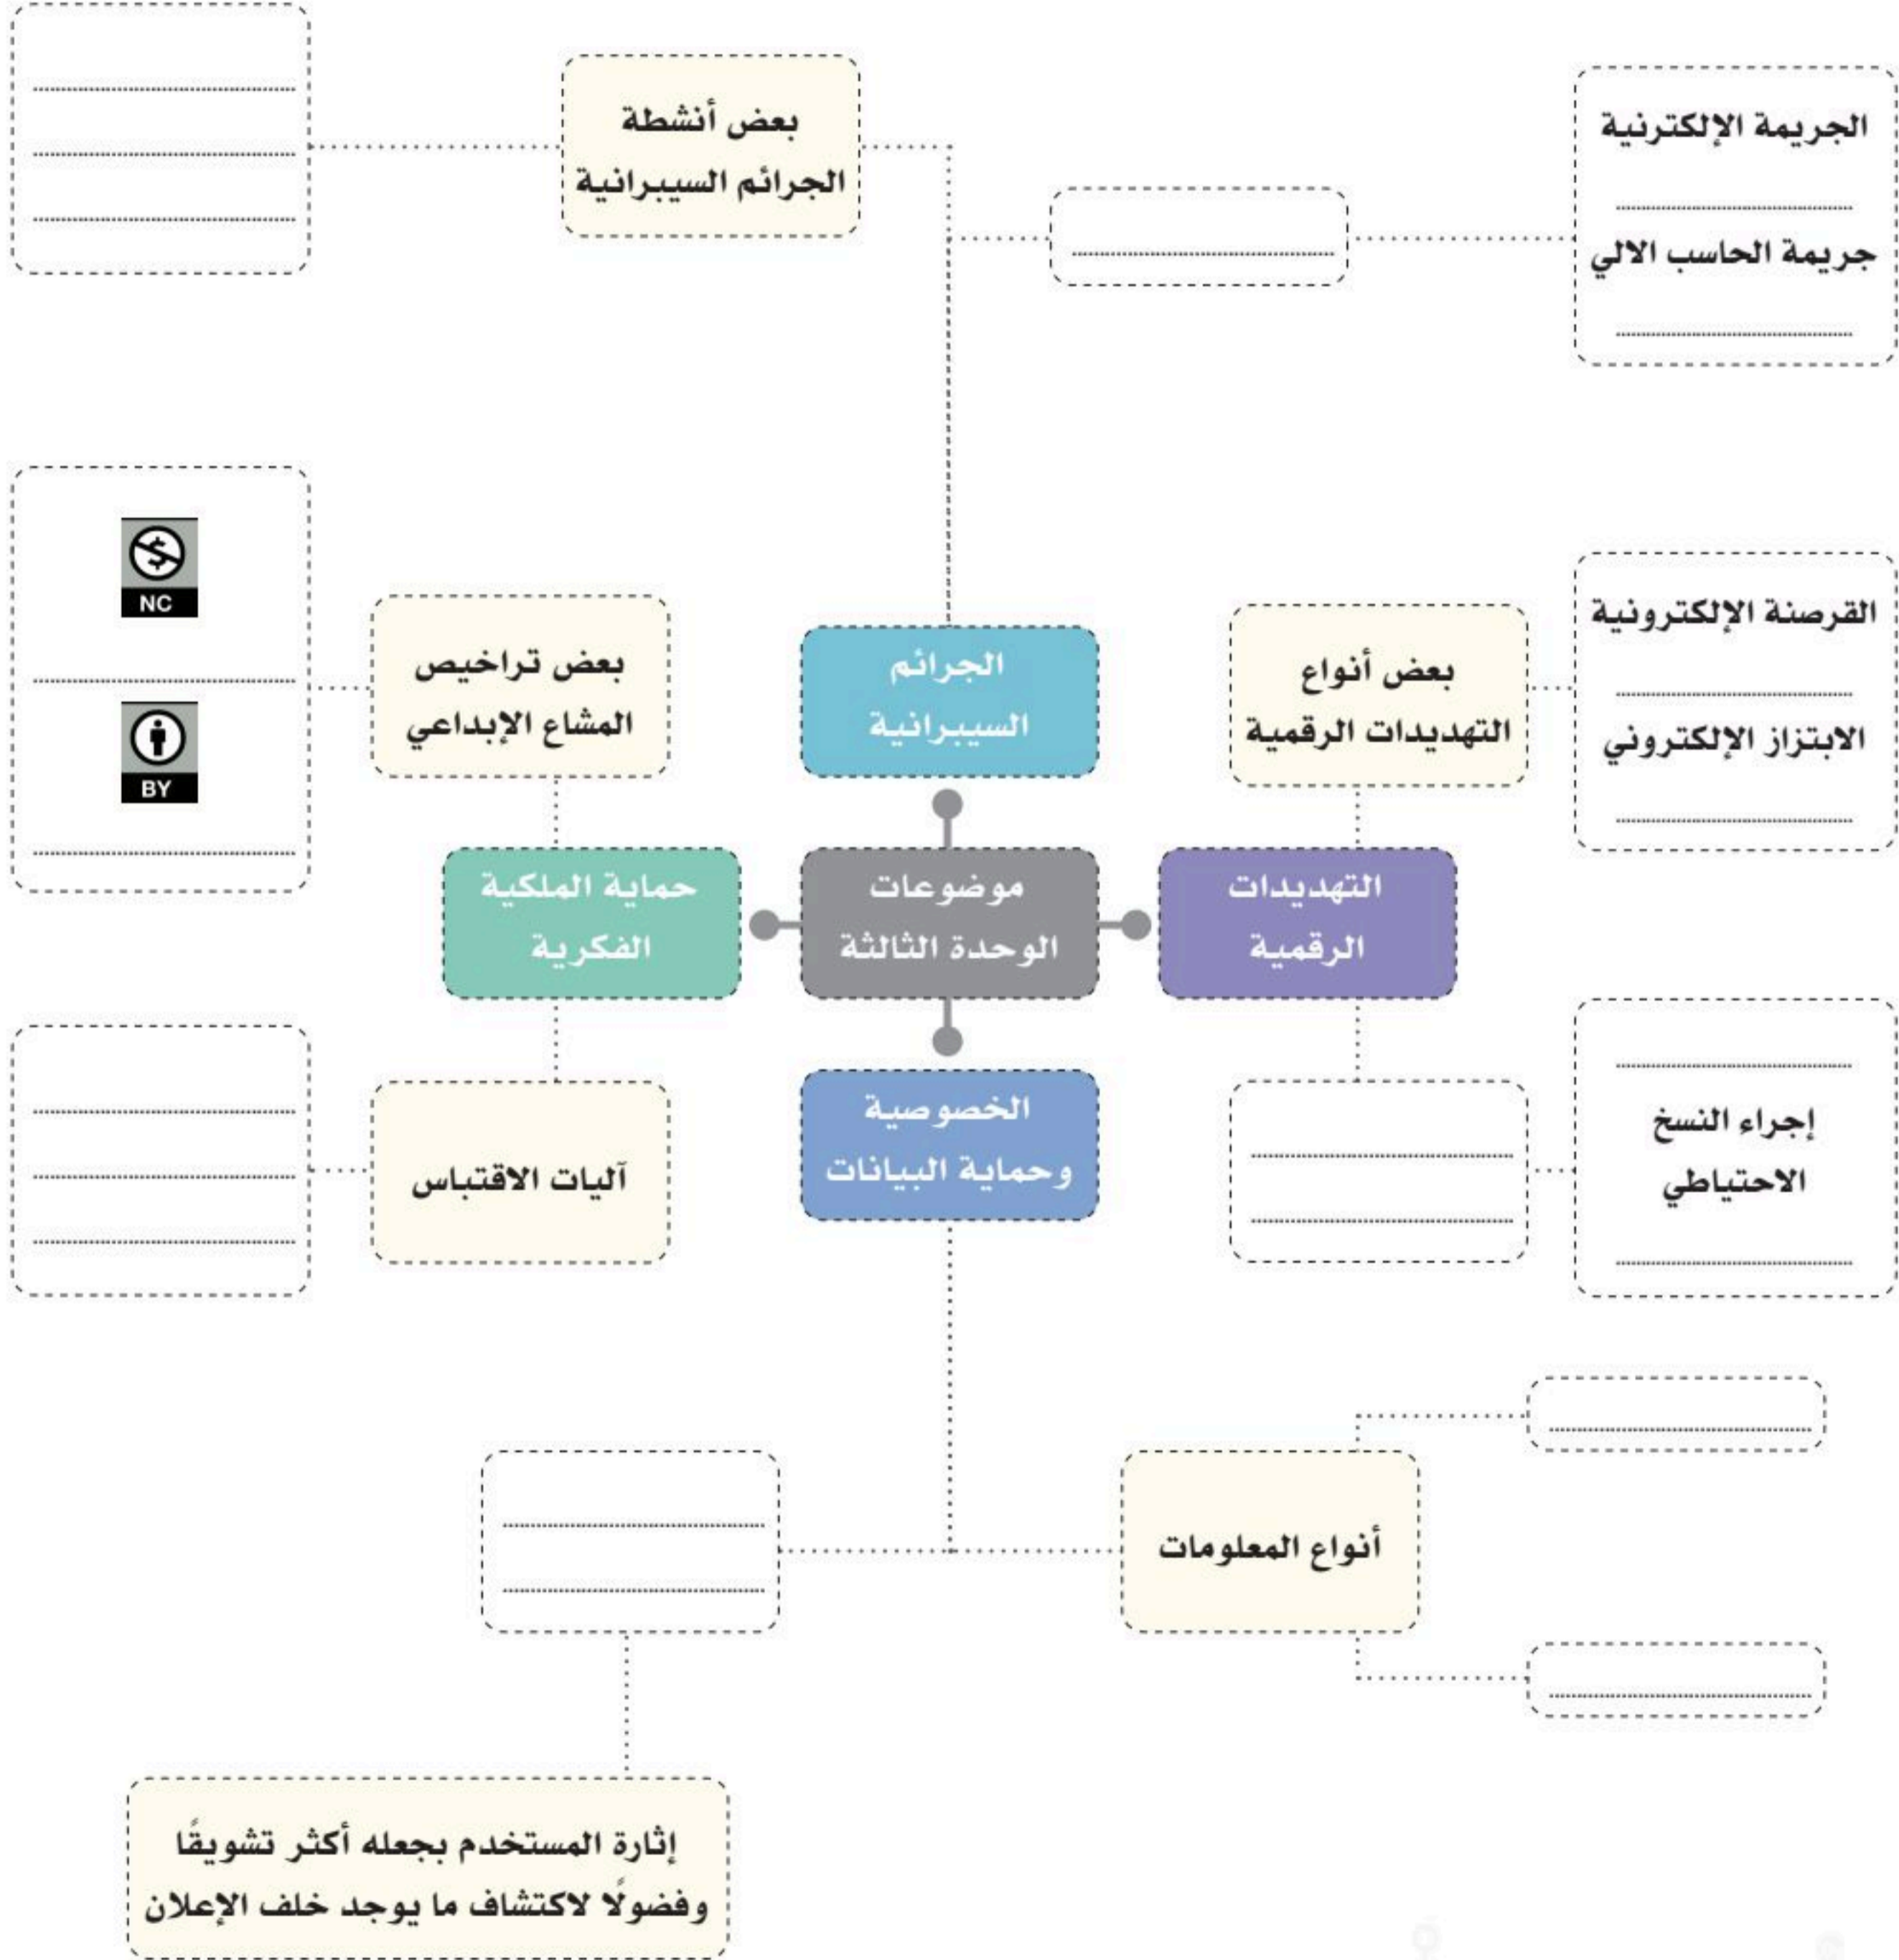 بعض أنشطة
الجرائم السيبرانية
الجريمة الإلكترنية
جريمة الحاسب الالي
NC
BY
بعض تراخيص
المشاع الإبداعي
الجرائم
السيبرانية
بعض أنواع
التهديدات الرقمية
القرصنة الإلكترونية
الابتزاز الإلكتروني
حماية الملكية
الفكرية
موضوعات
الوحدة الثالثة
التهديدات
الرقمية
آليات الاقتباس
الخصوصية
وحماية البيانات
إجراء النسخ
الاحتياطي
أنواع المعلومات
إثارة المستخدم بجعله أكثر تشويقًا
وفضولًا لاكتشاف ما يوجد خلف الإعلان